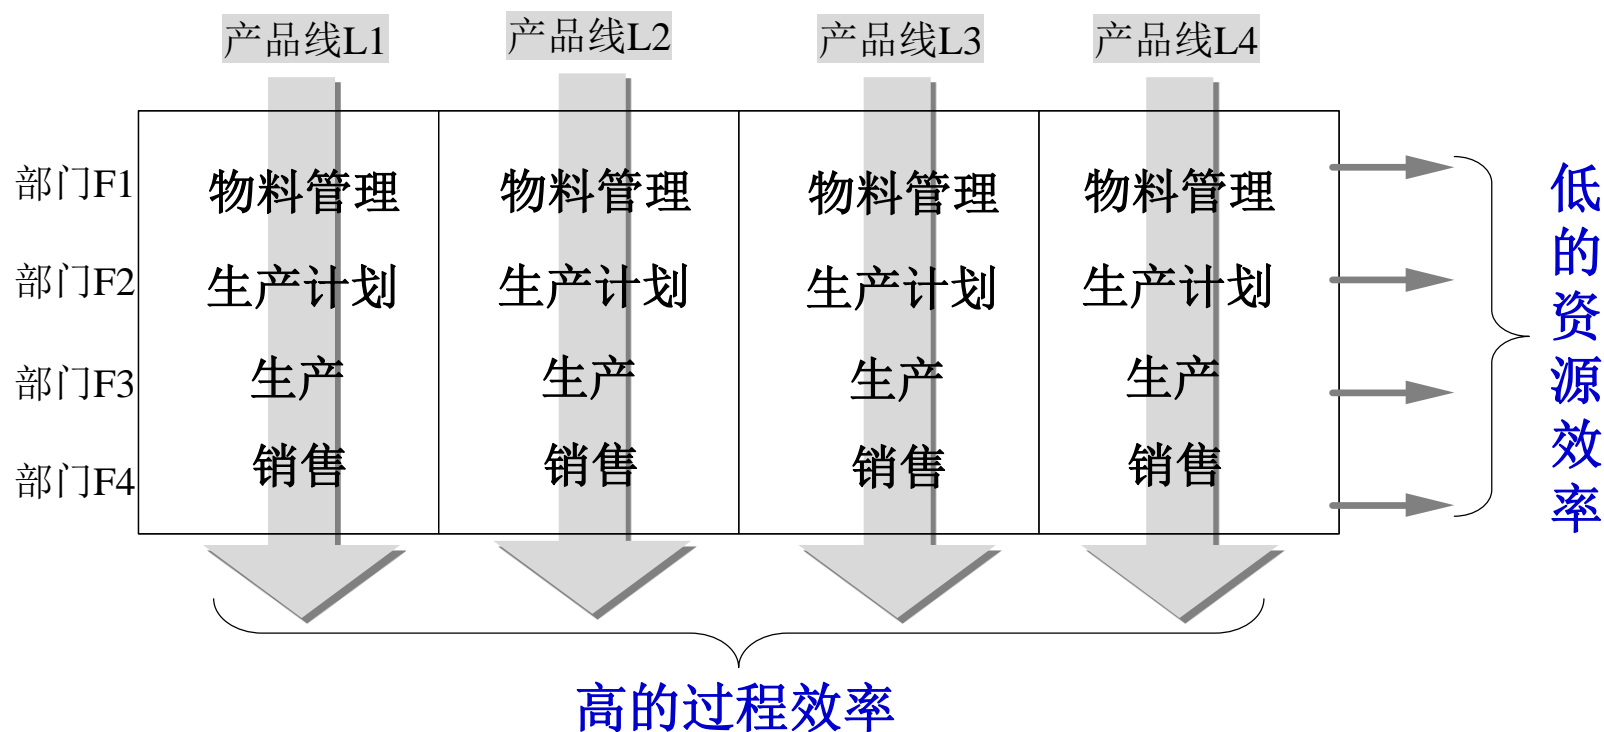 产品线L1 产品线L2 产品线L3 产品线L4
部门F1 物料管理 物料管理 物料管理 物料管理
部门F2 生产计划 生产计划 生产计划 生产计划
部门F3 生产 生产 生产 生产
部门F4 销售 销售 销售 销售
低的资源效率
高的过程效率